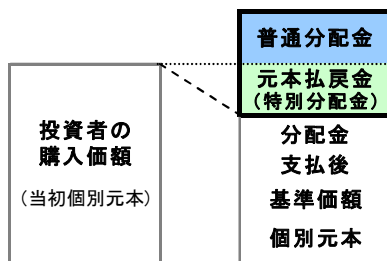 普通分配金
元本払戻金
（特別分配金）
投資者の
購入価額
（当初個別元本）
分配金
支払後
基準価額
個別元本